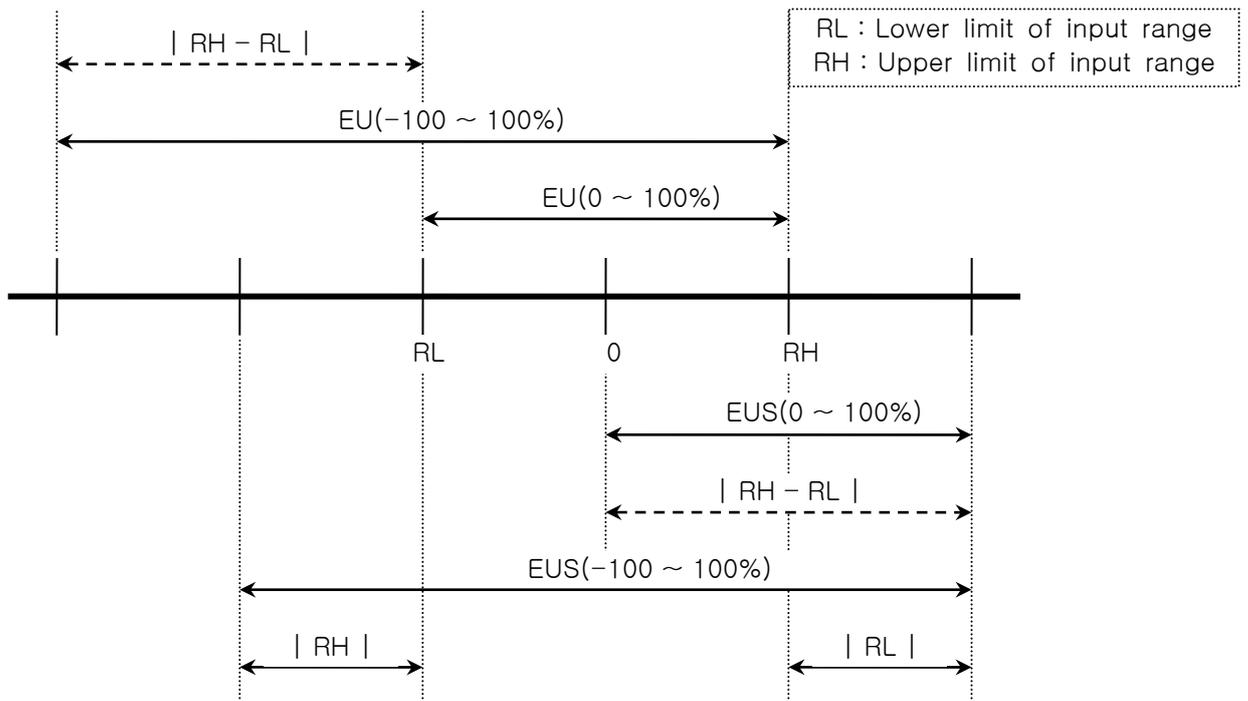 RL : Lower limit of input range
RH : Upper limit of input range
| RH - RL |
EU(-100 ~ 100%)
EU(0 ~ 100%)
RL 0 RH
EUS(0 ~ 100%)
| RH - RL |
EUS(-100 ~ 100%)
| RH | | RL |